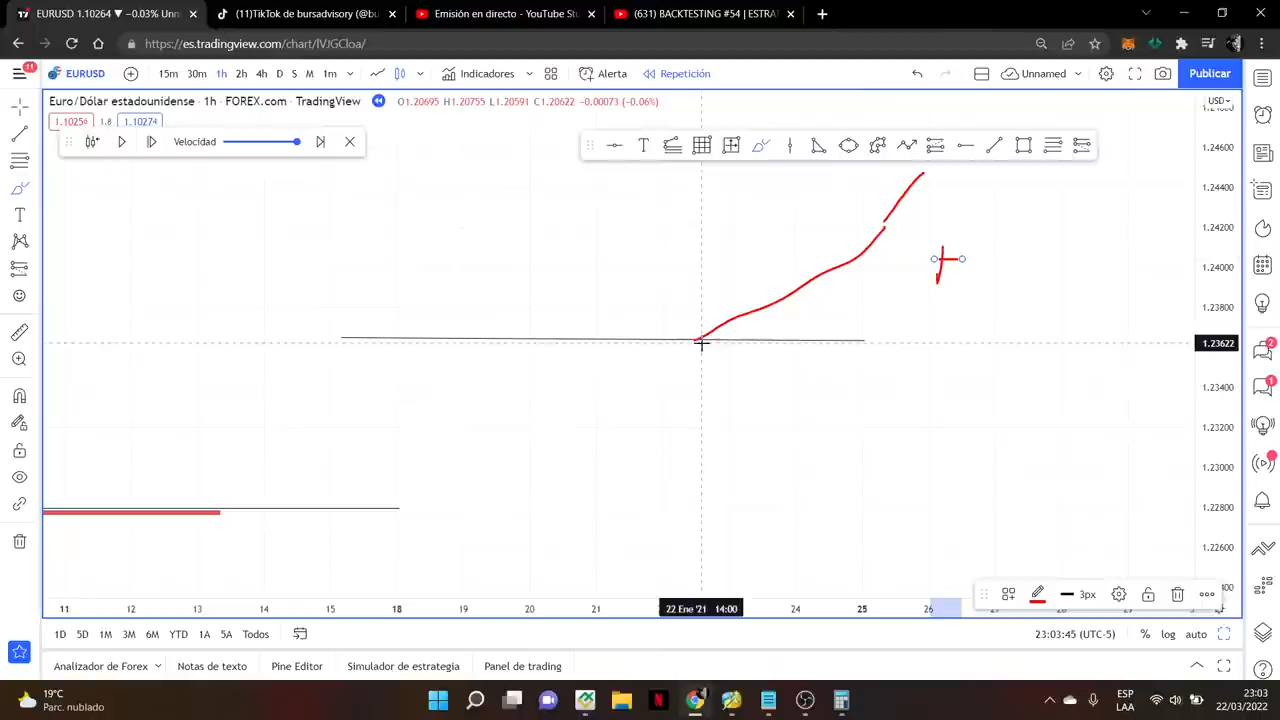 EURUSD 1.10264 ▼ −0.03% Unna
(11)TikTok de bursadvisory (@bu
Emisión en directo - YouTube Stu
(631) BACKTESTING #54 | ESTRAT
https://es.tradingview.com/chart/lVJGCloa/
11
EURUSD
15m 30m 1h 2h 4h D S M 1m
Indicadores
Alerta
Repetición
Unnamed
Publicar
Euro/Dólar estadounidense · 1h · FOREX.com · TradingView
O1.20695 H1.20755 L1.20591 C1.20622 −0.00073 (−0.06%)
USD
1.10256 1.8 1.10274
Velocidad
1.24600
1.24400
1.24200
1.24000
1.23800
1.23622
1.23400
1.23200
1.23000
1.22800
1.22600
2
1
11 12 13 14 15 18 19 20 21 22 Ene '21 14:00 24 25 26
3px
1D 5D 1M 3M 6M YTD 1A 5A Todos
23:03:45 (UTC-5) % log auto
Analizador de Forex Notas de texto Pine Editor Simulador de estrategia Panel de trading
19°C
Parc. nublado
ESP
LAA
23:03
22/03/2022